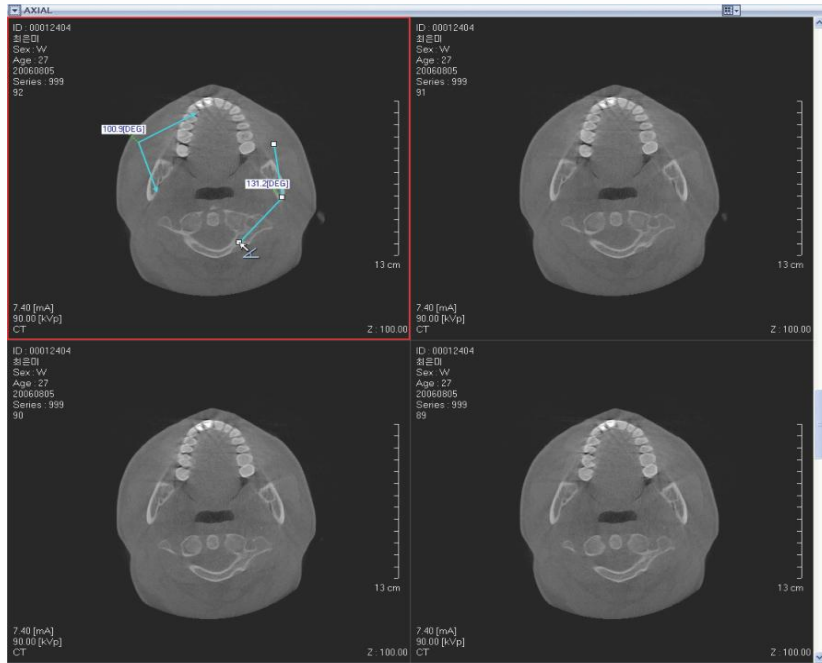 AXIAL
ID : 00012404
최은미
Sex : W
Age : 27
20060805
Series : 999
92
100.9[DEG]
131.2[DEG]
13 cm
7.40 [mA]
90.00 [kVp]
CT
Z : 100.00
ID : 00012404
최은미
Sex : W
Age : 27
20060805
Series : 999
91
13 cm
7.40 [mA]
90.00 [kVp]
CT
Z : 100.00
ID : 00012404
최은미
Sex : W
Age : 27
20060805
Series : 999
90
13 cm
7.40 [mA]
90.00 [kVp]
CT
Z : 100.00
ID : 00012404
최은미
Sex : W
Age : 27
20060805
Series : 999
89
13 cm
7.40 [mA]
90.00 [kVp]
CT
Z : 100.00